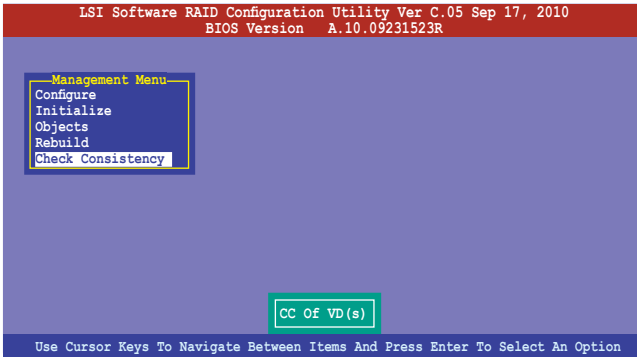 LSI Software RAID Configuration Utility Ver C.05 Sep 17, 2010
BIOS Version A.10.09231523R
Management Menu
Configure
Initialize
Objects
Rebuild
Check Consistency
CC Of VD(s)
Use Cursor Keys To Navigate Between Items And Press Enter To Select An Option